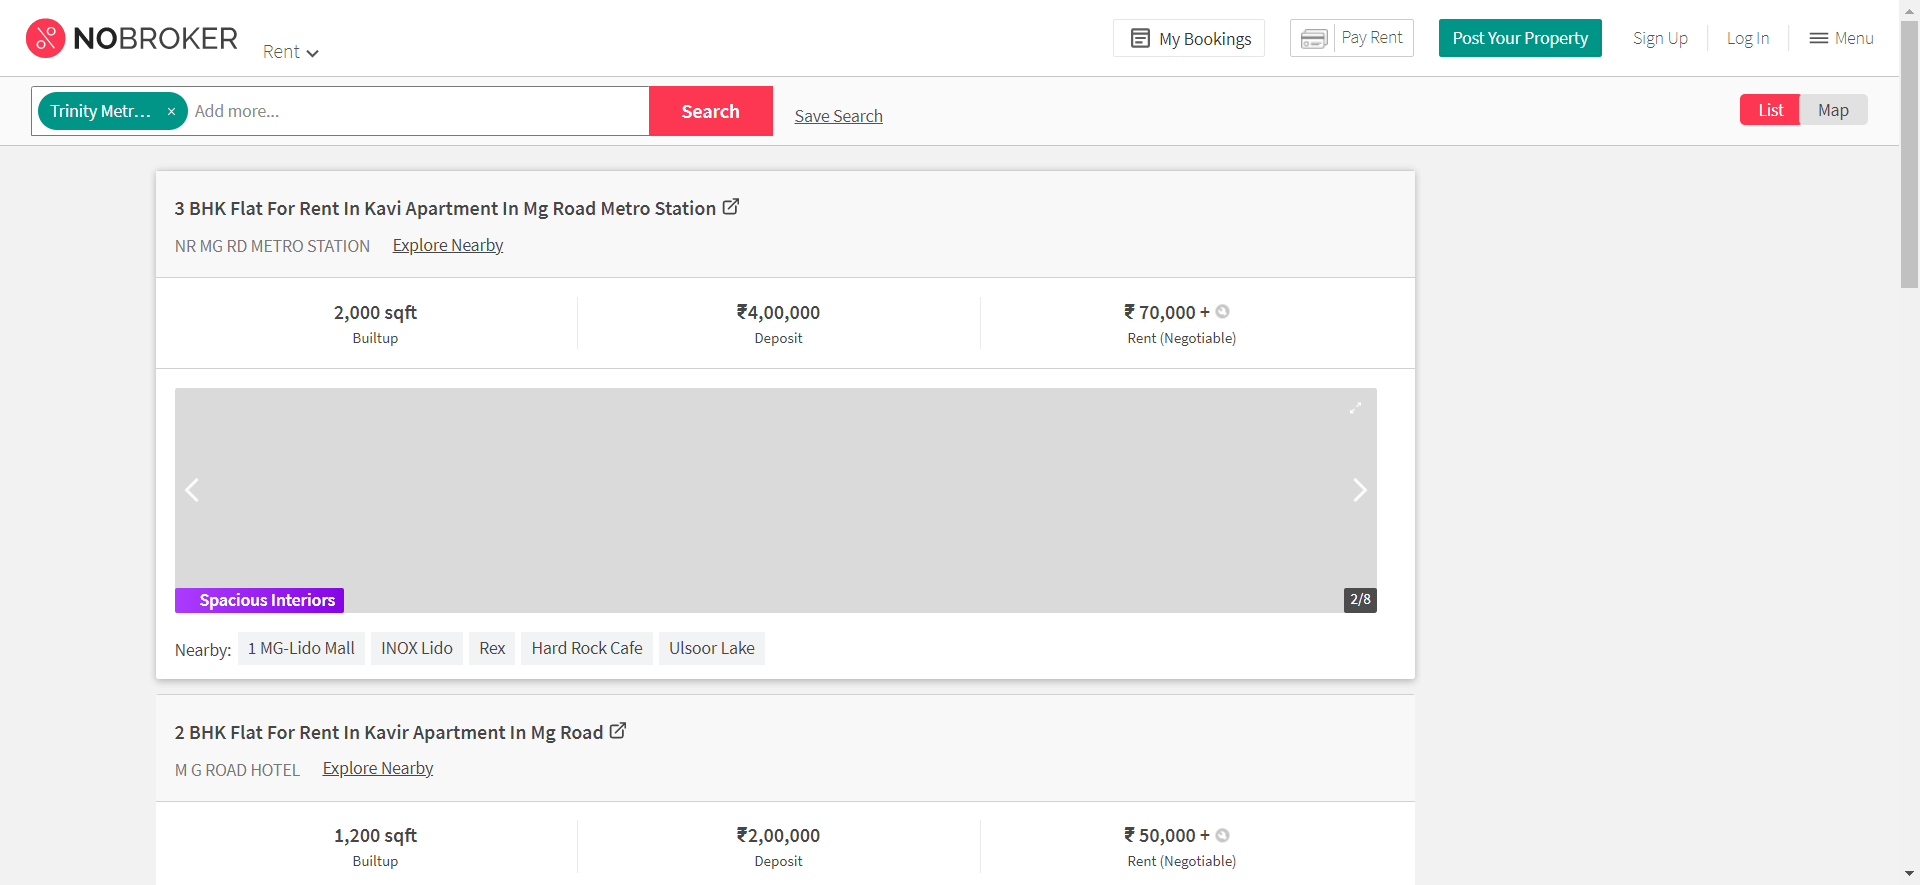 NOBROKER
Rent
My Bookings
Pay Rent
Post Your Property
Sign Up
Log In
Menu
Trinity Metr...
×
Add more...
Search
Save Search
List
Map
3 BHK Flat For Rent In Kavi Apartment In Mg Road Metro Station
NR MG RD METRO STATION
Explore Nearby
2,000 sqft
Builtup
₹4,00,000
Deposit
₹ 70,000 +
Rent (Negotiable)
Spacious Interiors
2/8
Nearby:
1 MG-Lido Mall
INOX Lido
Rex
Hard Rock Cafe
Ulsoor Lake
2 BHK Flat For Rent In Kavir Apartment In Mg Road
M G ROAD HOTEL
Explore Nearby
1,200 sqft
Builtup
₹2,00,000
Deposit
₹ 50,000 +
Rent (Negotiable)